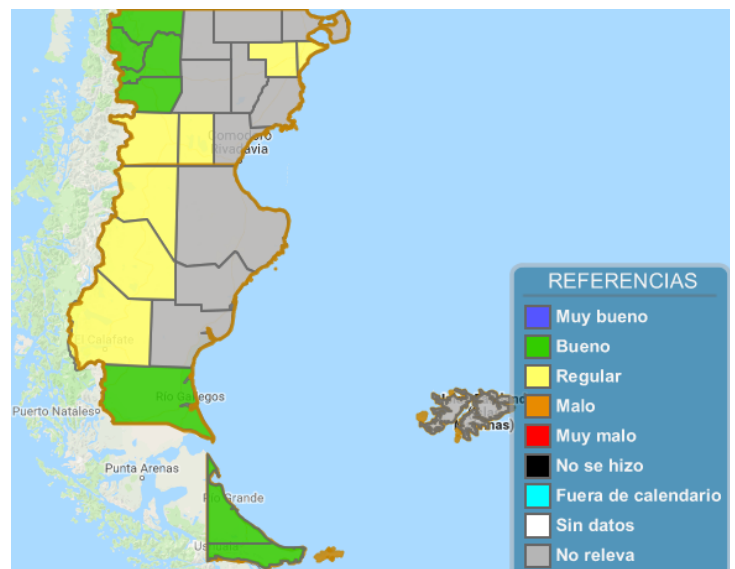 Comodoro
Rivadavia
El Calafate
Río Gallegos
Puerto Natales
Punta Arenas
Río Grande
Ushuaia
REFERENCIAS
Muy bueno
Bueno
Regular
Malo
Muy malo
No se hizo
Fuera de calendario
Sin datos
No releva